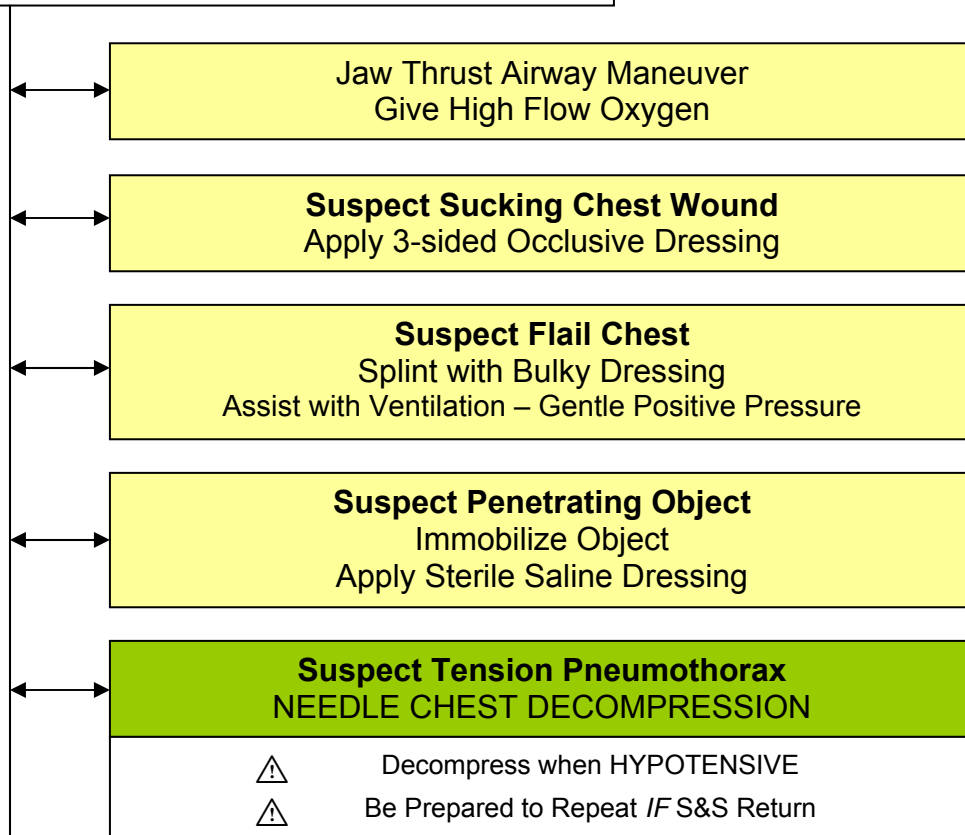 Jaw Thrust Airway Maneuver
Give High Flow Oxygen
Suspect Sucking Chest Wound
Apply 3-sided Occlusive Dressing
Suspect Flail Chest
Splint with Bulky Dressing
Assist with Ventilation – Gentle Positive Pressure
Suspect Penetrating Object
Immobilize Object
Apply Sterile Saline Dressing
Suspect Tension Pneumothorax
NEEDLE CHEST DECOMPRESSION
⚠ Decompress when HYPOTENSIVE
⚠ Be Prepared to Repeat IF S&S Return